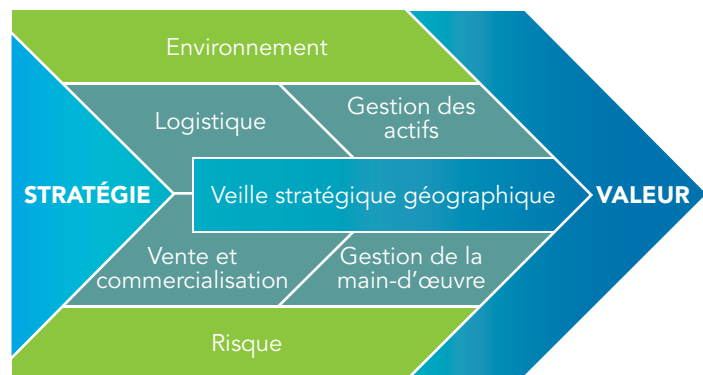 Environnement
Logistique
Gestion des
actifs
STRATÉGIE
Veille stratégique géographique
VALEUR
Vente et
commercialisation
Gestion de la
main-d'œuvre
Risque